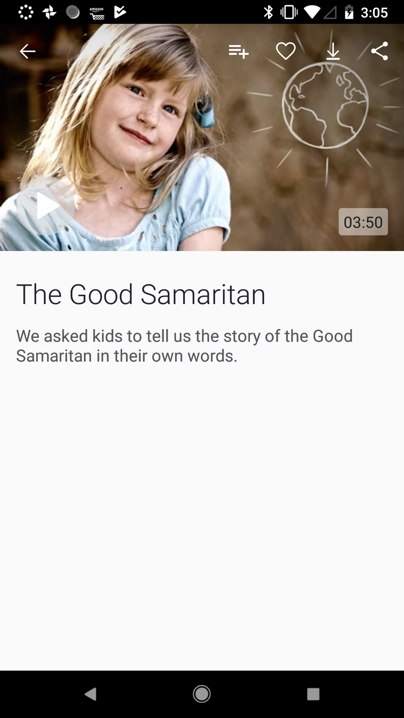 3:05
03:50
The Good Samaritan
We asked kids to tell us the story of the Good
Samaritan in their own words.